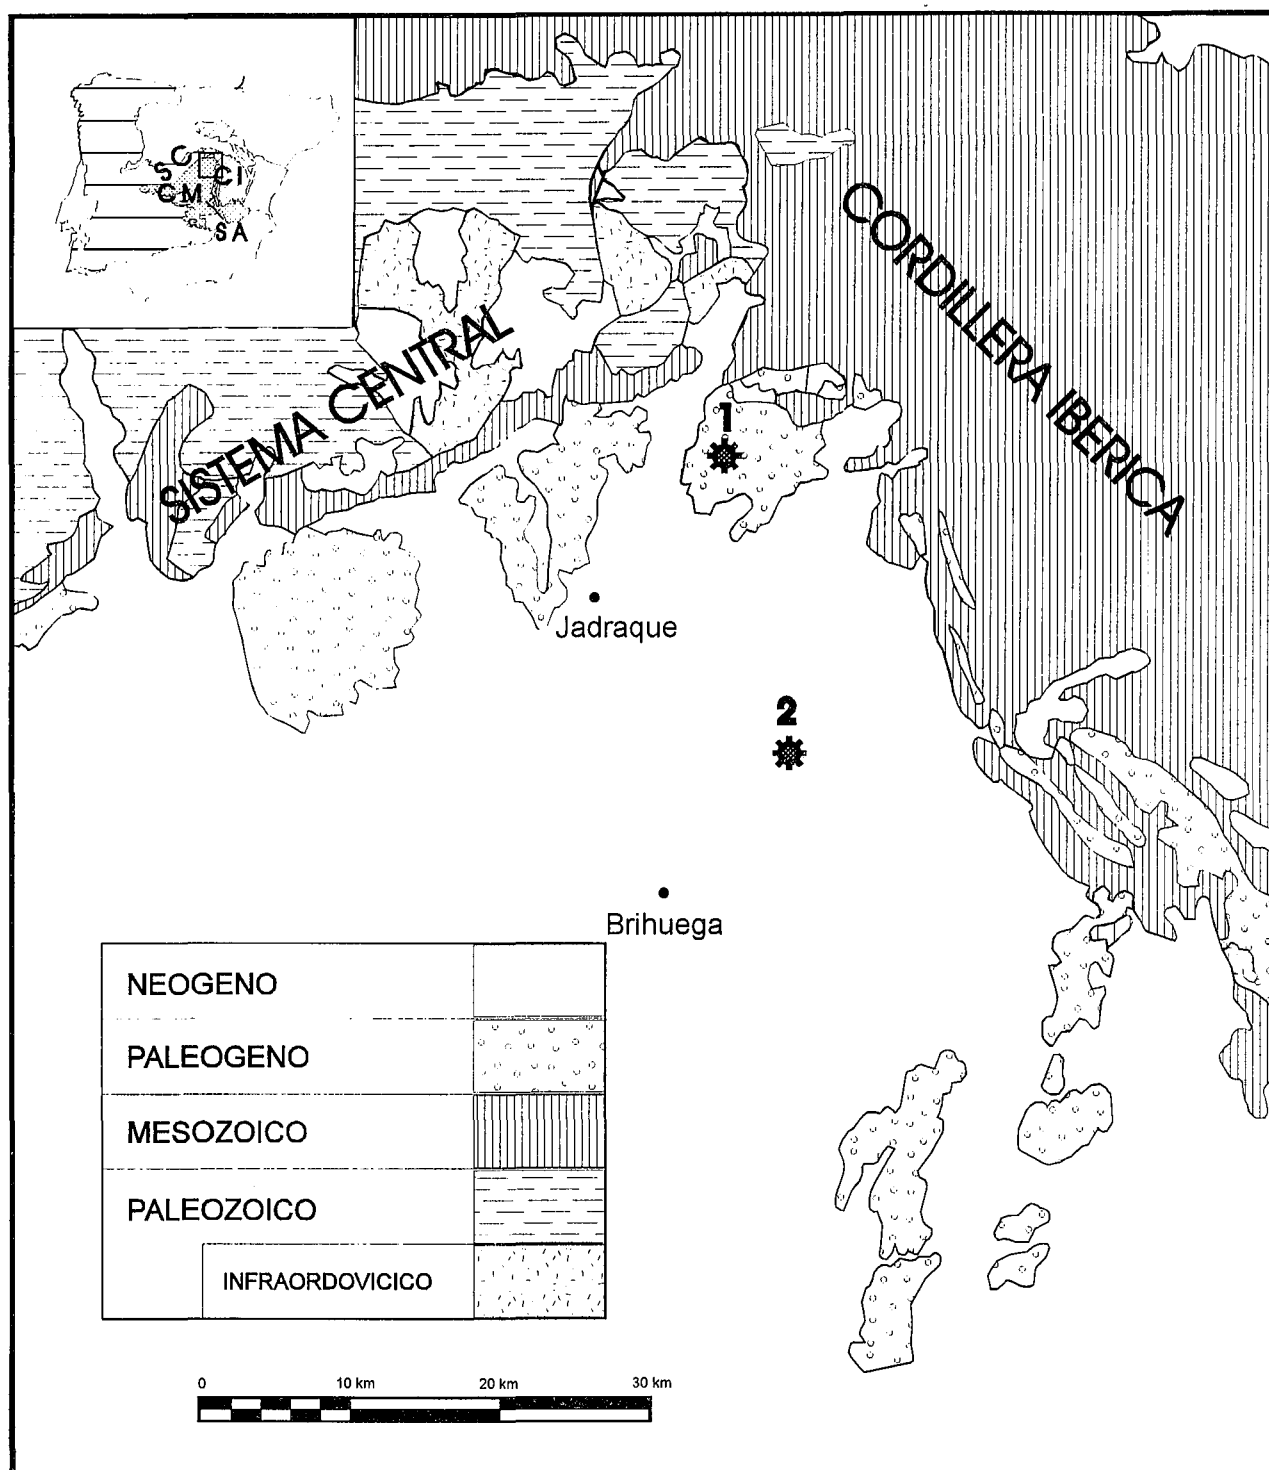 S C
CI
CM
SA
CORDILLERA IBERICA
SISTEMA CENTRAL
1
Jadraque
2
Brihuega
NEOGENO
PALEOGENO
MESOZOICO
PALEOZOICO
INFRAORDOVICICO
0 10 km 20 km 30 km